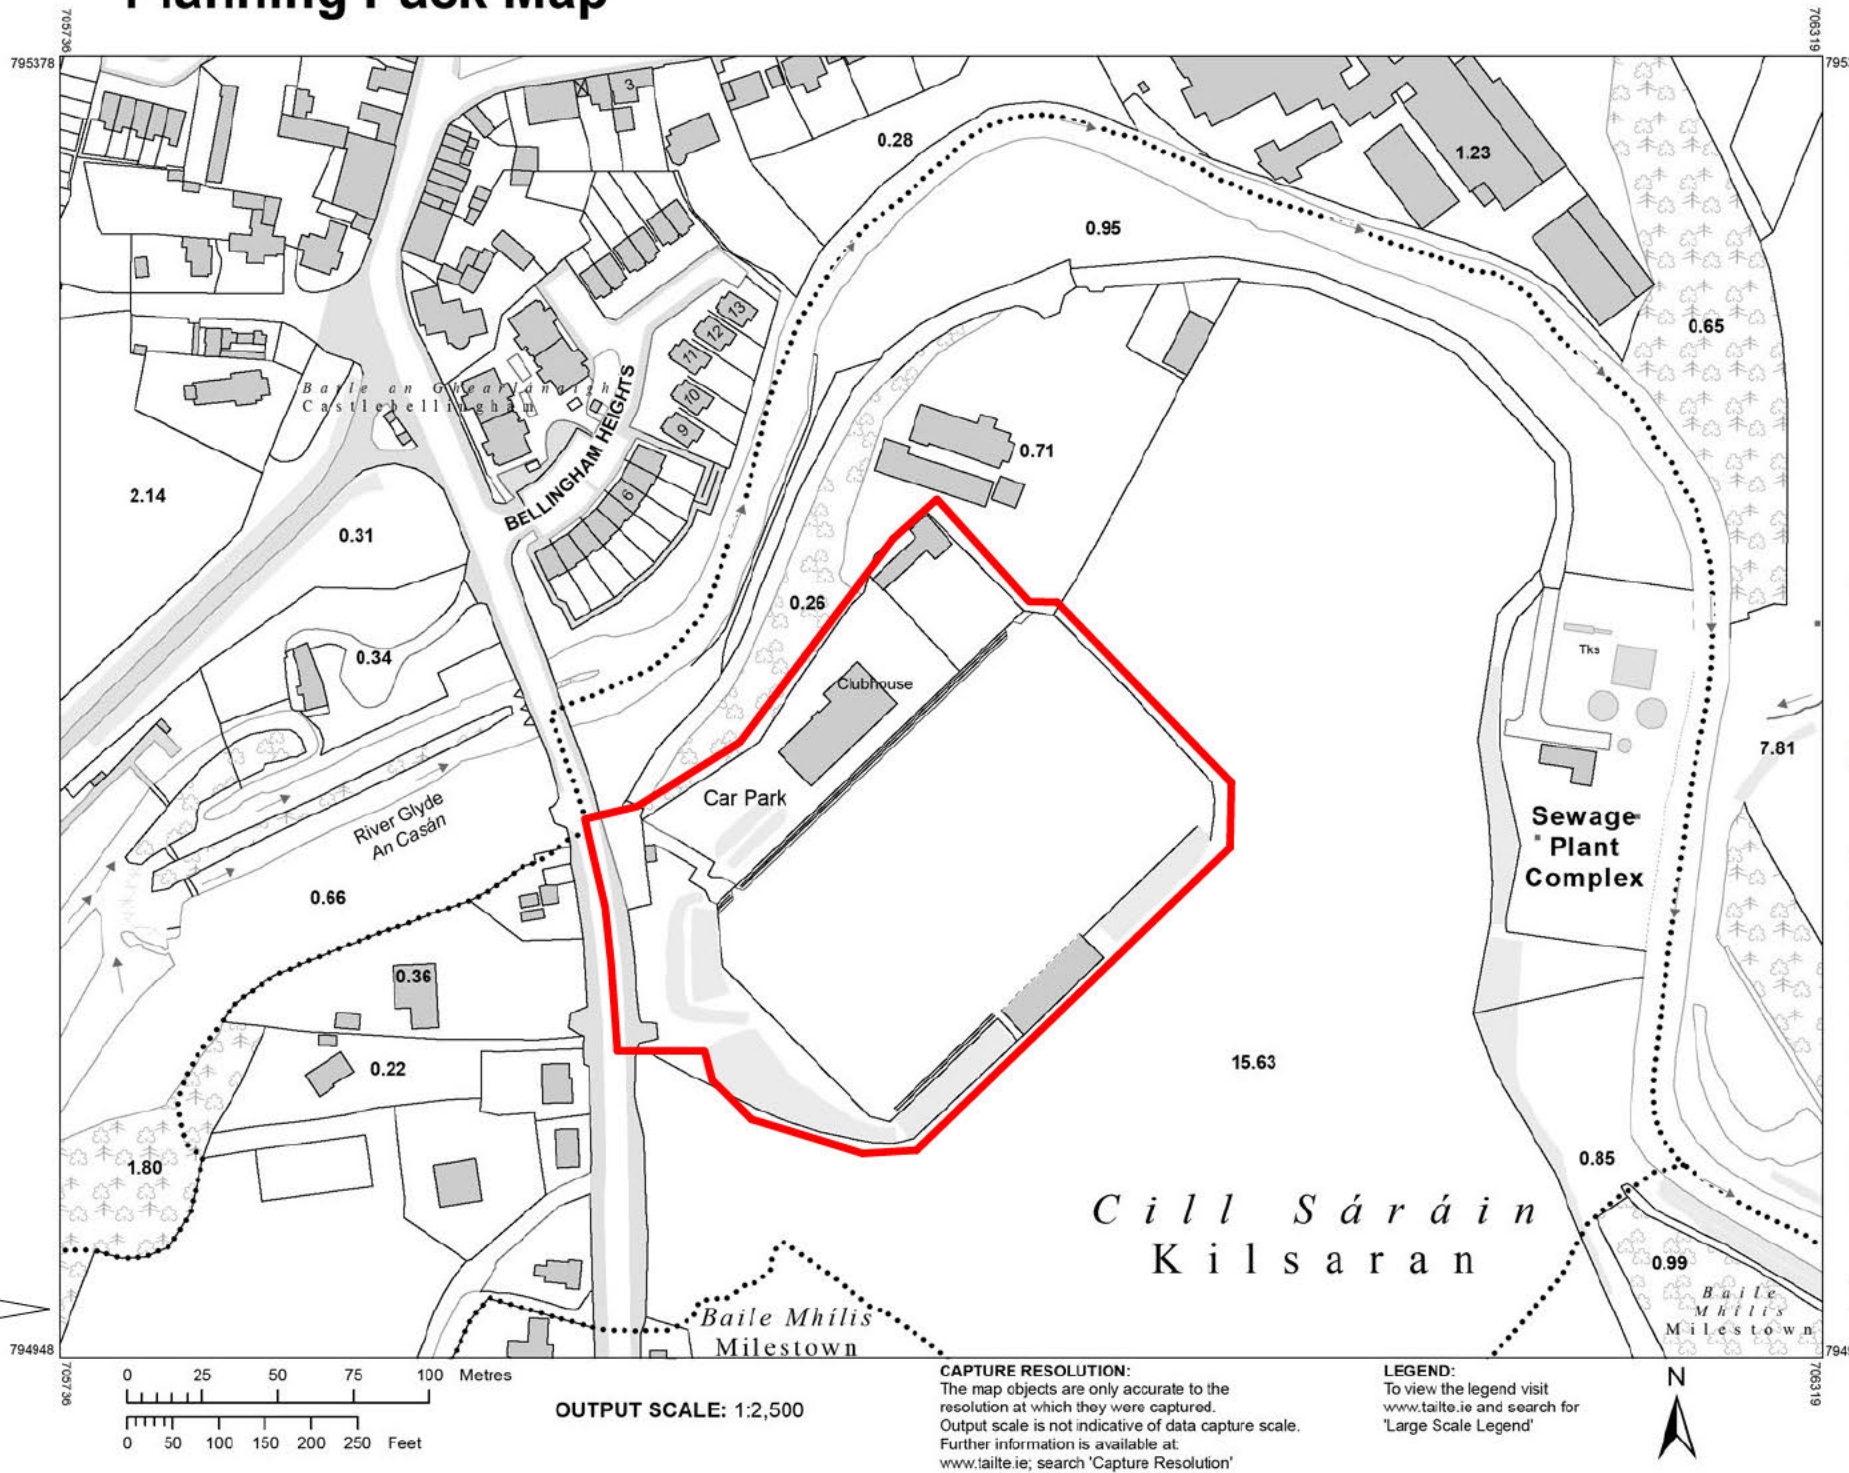 Planning Pack Map
705736
706319
795378
3
0.28
1.23
0.95
13
12
11
10
9
0.65
Baile an Ghearlánaigh
Castlebellingham
BELLINGHAM HEIGHTS
6
2.14
0.31
0.71
0.26
0.34
Clubhouse
Tks
7.81
Car Park
River Glyde
An Casán
Sewage
Plant
Complex
0.66
0.36
0.22
15.63
1.80
0.85
Cill Sáráin
Kilsaran
0.99
Baile
Mhílis
Milestown
Baile Mhílis
Milestown
794948
705736
706319
0 25 50 75 100 Metres
0 50 100 150 200 250 Feet
OUTPUT SCALE: 1:2,500
CAPTURE RESOLUTION:
The map objects are only accurate to the
resolution at which they were captured.
Output scale is not indicative of data capture scale.
Further information is available at:
www.tailte.ie; search 'Capture Resolution'
LEGEND:
To view the legend visit
www.tailte.ie and search for
'Large Scale Legend'
N